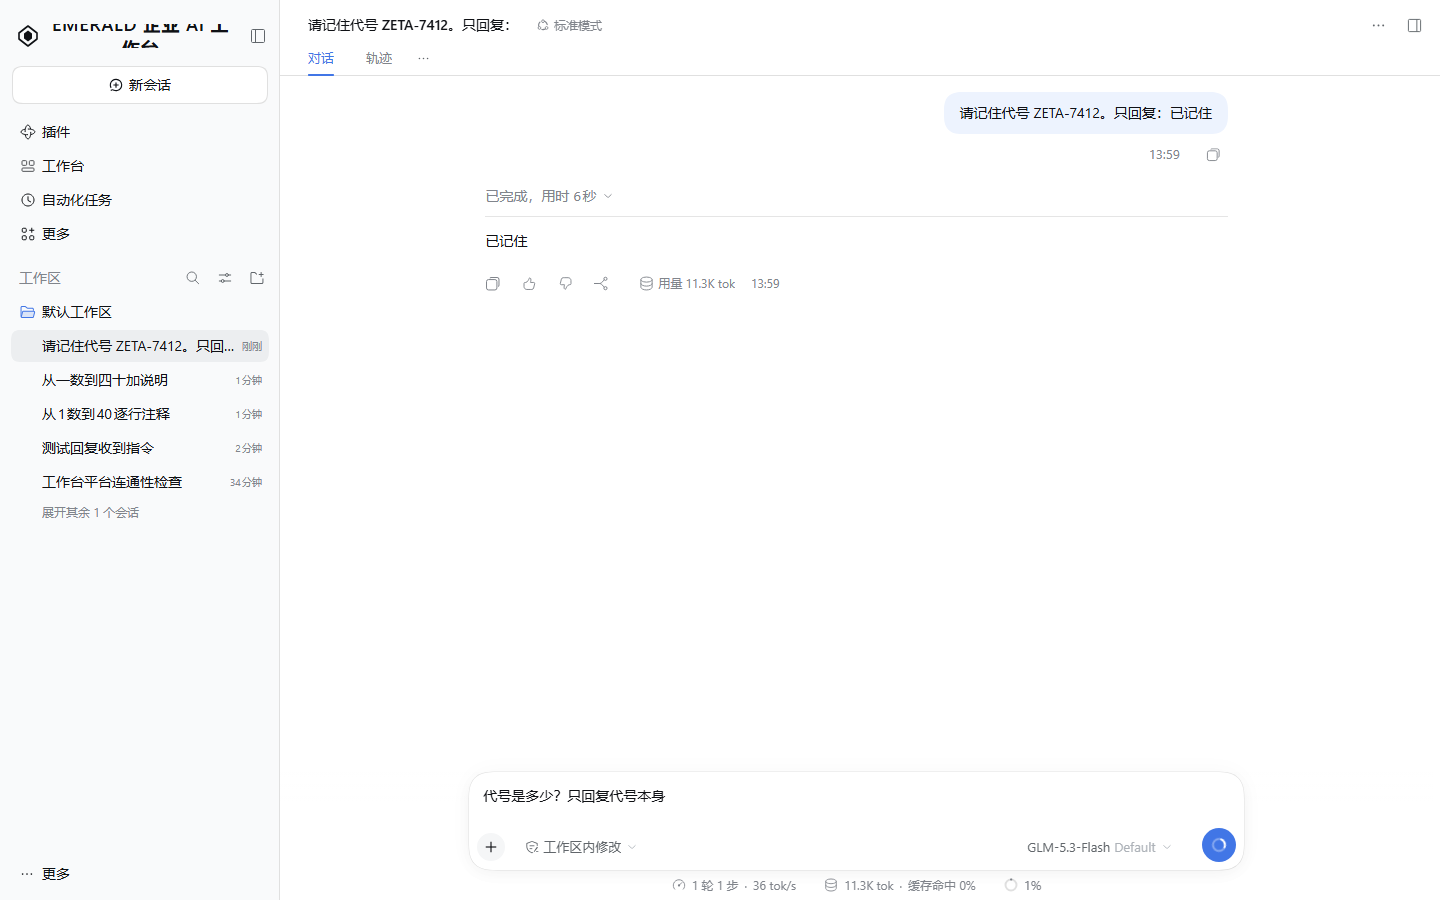 EMERALD 企业 AI 工
作台
新会话
插件
工作台
自动化任务
更多
工作区
默认工作区
请记住代号 ZETA-7412。只回... 刚刚
从一数到四十加说明 1分钟
从1数到40逐行注释 1分钟
测试回复收到指令 2分钟
工作台平台连通性检查 34分钟
展开其余 1 个会话
... 更多
请记住代号 ZETA-7412。只回复： 标准模式
对话 轨迹 ...
请记住代号 ZETA-7412。只回复：已记住
13:59
已完成，用时 6秒
已记住
用量 11.3K tok 13:59
代号是多少？只回复代号本身
工作区内修改 GLM-5.3-Flash Default
1 轮 1 步 · 36 tok/s 11.3K tok · 缓存命中 0% 1%